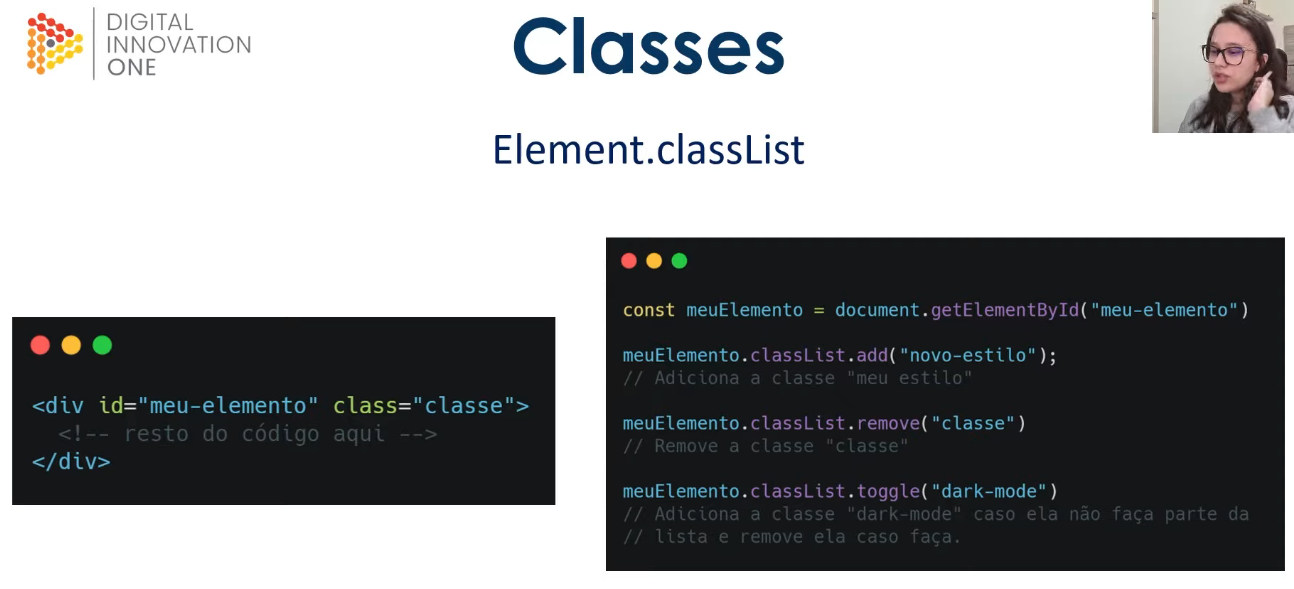 DIGITAL
INNOVATION
ONE
Classes
Element.classList
<div id="meu-elemento" class="classe">
<!-- resto do código aqui -->
</div>
const meuElemento = document.getElementById("meu-elemento")
meuElemento.classList.add("novo-estilo");
// Adiciona a classe "meu estilo"
meuElemento.classList.remove("classe")
// Remove a classe "classe"
meuElemento.classList.toggle("dark-mode")
// Adiciona a classe "dark-mode" caso ela não faça parte da
// lista e remove ela caso faça.